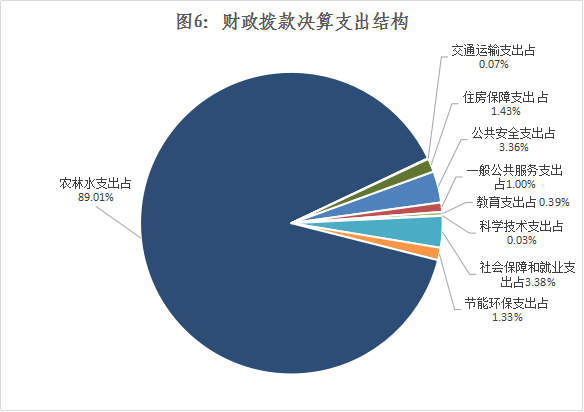 图6：财政拨款决算支出结构
交通运输支出占
0.07%
住房保障支出 占
1.43%
公共安全支出占
3.36%
一般公共服务支出
占1.00%
教育支出占 0.39%
科学技术支出占
0.03%
社会保障和就业支
出占3.38%
节能环保支出占
1.33%
农林水支出占
89.01%